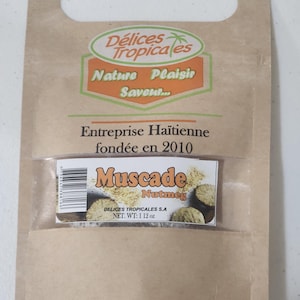 Délices
Tropicales
Nature Plaisir
Saveur...
Entreprise Haïtienne
fondée en 2010
Muscade
Nutmeg
DELICES TROPICALES S.A
NET. WT: 1 12 oz.